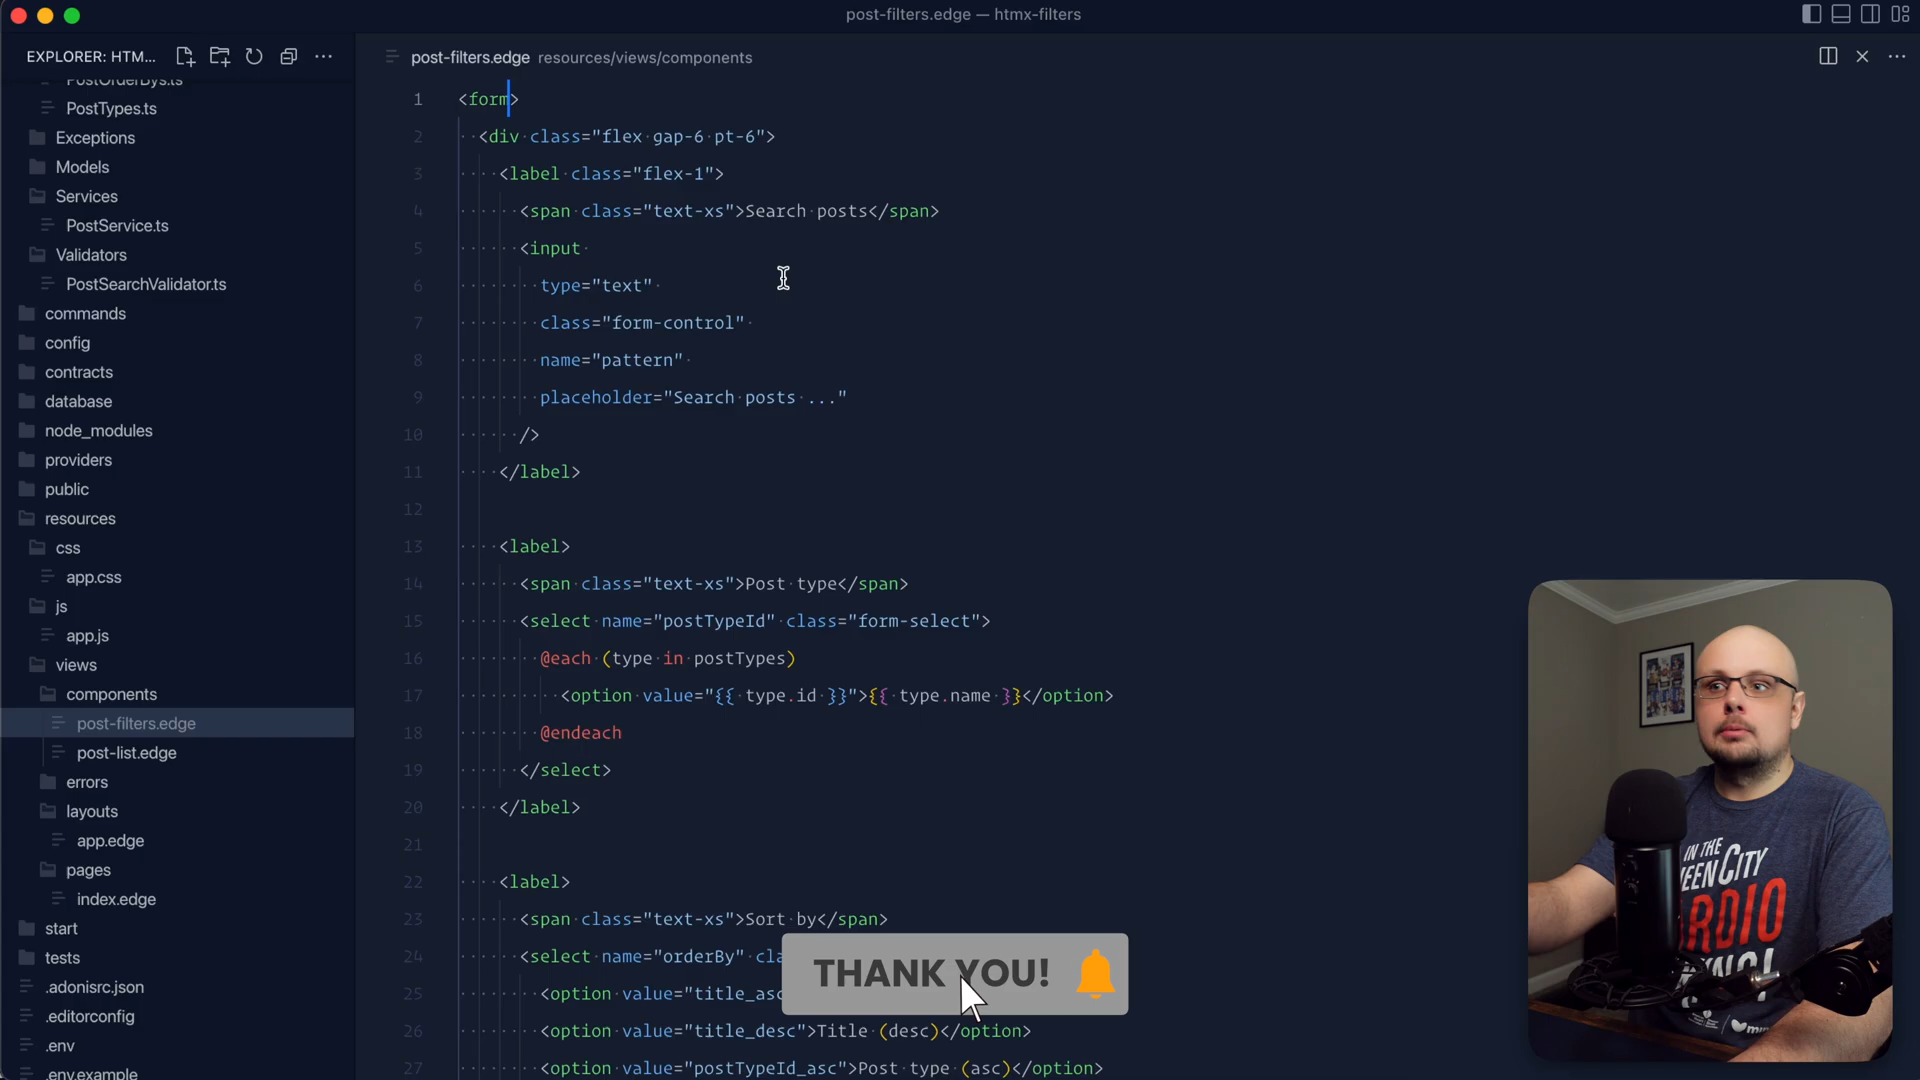 post-filters.edge — htmx-filters
EXPLORER: HTM...
PostOrderBys.ts
PostTypes.ts
Exceptions
Models
Services
PostService.ts
Validators
PostSearchValidator.ts
commands
config
contracts
database
node_modules
providers
public
resources
css
app.css
js
app.js
views
components
post-filters.edge
post-list.edge
errors
layouts
app.edge
pages
index.edge
start
tests
.adonisrc.json
.editorconfig
.env
.env.example
post-filters.edge resources/views/components
1 <form>
2 <div class="flex gap-6 pt-6">
3 <label class="flex-1">
4 <span class="text-xs">Search posts</span>
5 <input
6 type="text"
7 class="form-control"
8 name="pattern"
9 placeholder="Search posts ..."
10 />
11 </label>
12
13 <label>
14 <span class="text-xs">Post type</span>
15 <select name="postTypeId" class="form-select">
16 @each (type in postTypes)
17 <option value="{{ type.id }}">{{ type.name }}</option>
18 @endeach
19 </select>
20 </label>
21
22 <label>
23 <span class="text-xs">Sort by</span>
24 <select name="orderBy" cla
25 <option value="title_asc
26 <option value="title_desc">Title (desc)</option>
27 <option value="postTypeId_asc">Post type (asc)</option>
THANK YOU!
IN THE